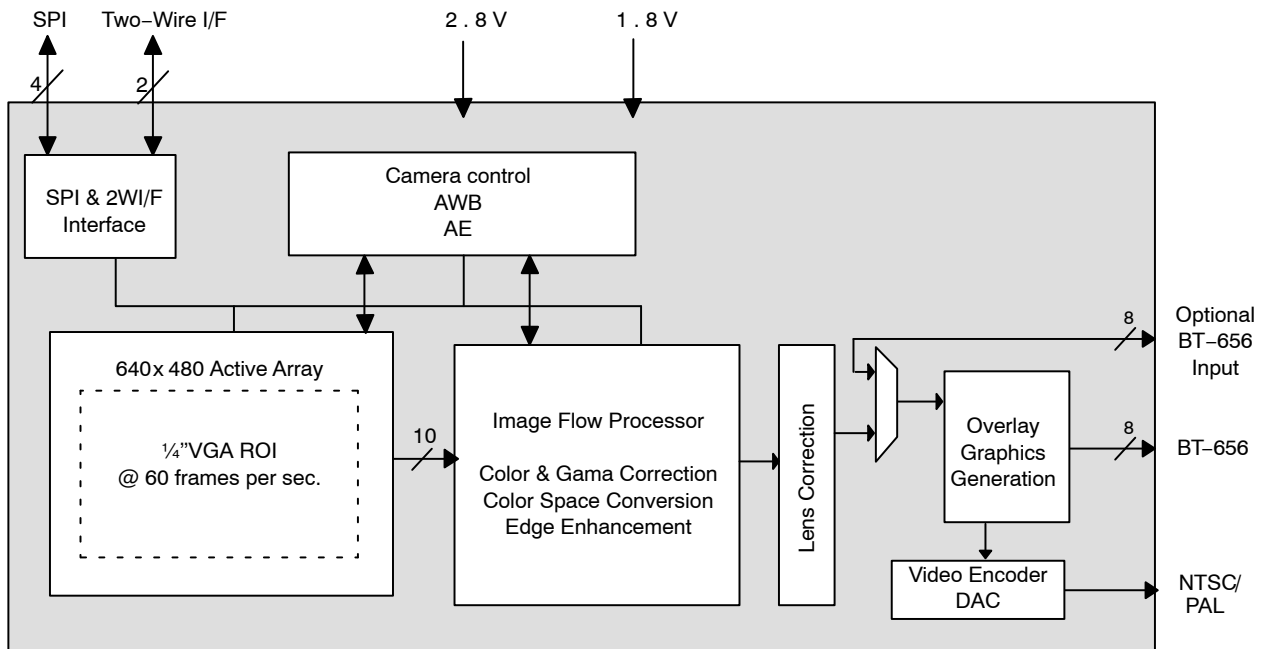 SPI
Two−Wire I/F
2 . 8 V
1 . 8 V
4
2
SPI & 2WI/F
Interface
Camera control
AWB
AE
640x 480 Active Array
¼”VGA ROI
@ 60 frames per sec.
10
Image Flow Processor
Color & Gama Correction
Color Space Conversion
Edge Enhancement
Lens Correction
8
Optional
BT−656
Input
Overlay
Graphics
Generation
8
BT−656
Video Encoder
DAC
NTSC/
PAL